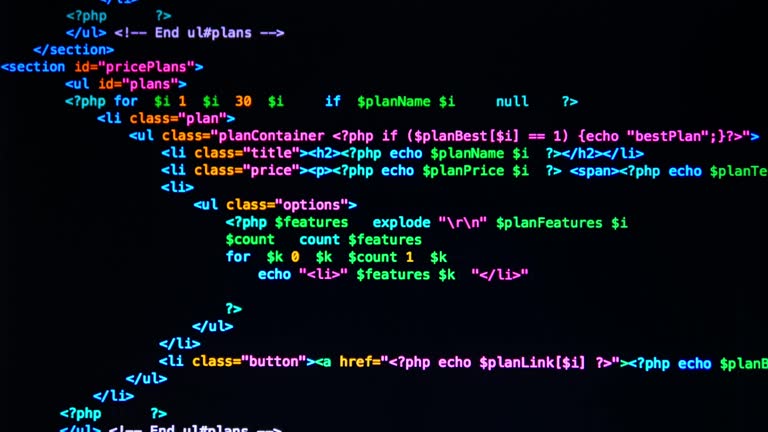 </li>
<?php ?>
</ul> <!-- End ul#plans -->
</section>
<section id="pricePlans">
<ul id="plans">
<?php for $i 1 $i 30 $i if $planName $i null ?>
<li class="plan">
<ul class="planContainer <?php if ($planBest[$i] == 1) {echo "bestPlan";}?>">
<li class="title"><h2><?php echo $planName $i ?></h2></li>
<li class="price"><p><?php echo $planPrice $i ?> <span><?php echo $planTe
<li>
<ul class="options">
<?php $features explode "\r\n" $planFeatures $i
$count count $features
for $k 0 $k $count 1 $k
echo "<li>" $features $k "</li>"
?>
</ul>
</li>
<li class="button"><a href="<?php echo $planLink[$i] ?>"><?php echo $planB
</ul>
</li>
<?php ?>
</ul> <!-- End ul#plans -->